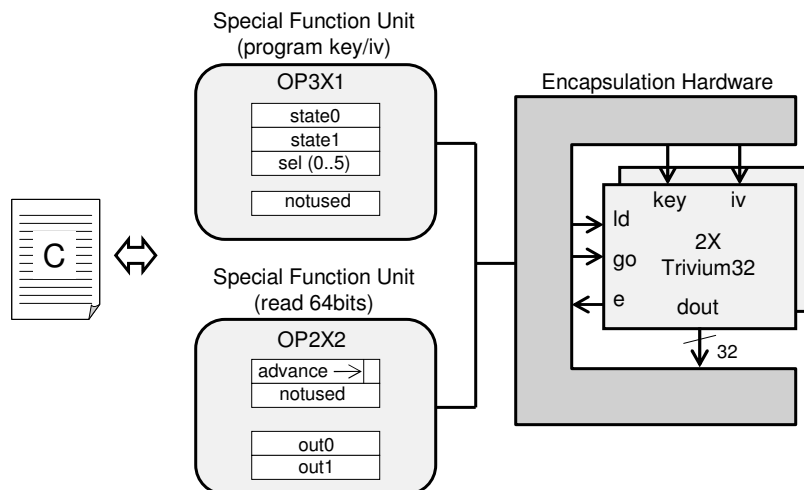 Special Function Unit
(program key/iv)
OP3X1
state0
state1
sel (0..5)
notused
C
Special Function Unit
(read 64bits)
OP2X2
advance
notused
out0
out1
Encapsulation Hardware
key iv
ld
go
e
2X
Trivium32
dout
32